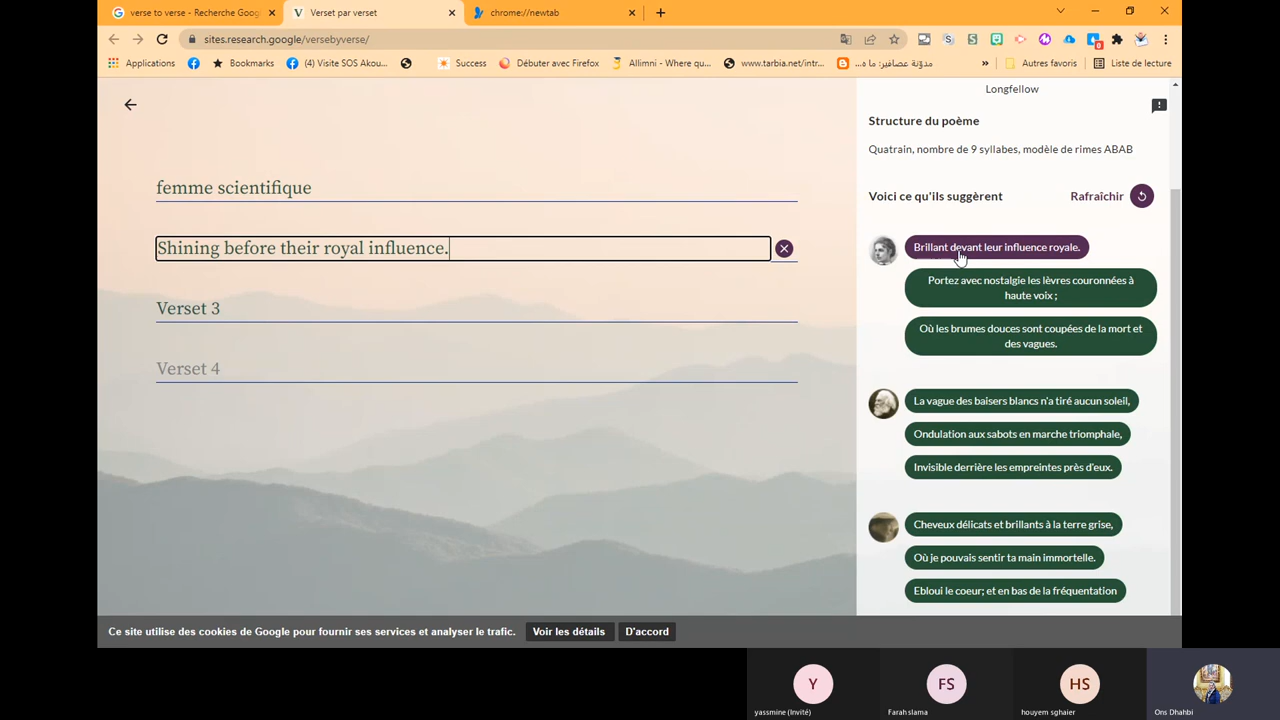 verse to verse - Recherche Goog
Verset par verset
chrome://newtab
sites.research.google/versebyverse/
Applications
Bookmarks
(4) Visite SOS Akou...
Success
Débuter avec Firefox
Allimni - Where qu...
www.tarbia.net/intr...
مدوّنة عصافير: ما ه...
»
Autres favoris
Liste de lecture
Longfellow
Structure du poème
Quatrain, nombre de 9 syllabes, modèle de rimes ABAB
Voici ce qu'ils suggèrent
Rafraîchir
femme scientifique
Shining before their royal influence.
Verset 3
Verset 4
Brillant devant leur influence royale.
Portez avec nostalgie les lèvres couronnées à
haute voix ;
Où les brumes douces sont coupées de la mort et
des vagues.
La vague des baisers blancs n'a tiré aucun soleil,
Ondulation aux sabots en marche triomphale,
Invisible derrière les empreintes près d'eux.
Cheveux délicats et brillants à la terre grise,
Où je pouvais sentir ta main immortelle.
Ebloui le coeur; et en bas de la fréquentation
Ce site utilise des cookies de Google pour fournir ses services et analyser le trafic.
Voir les détails
D'accord
Y
FS
HS
yassmine (Invité)
Farah slama
houyem sghaier
Ons Dhahbi